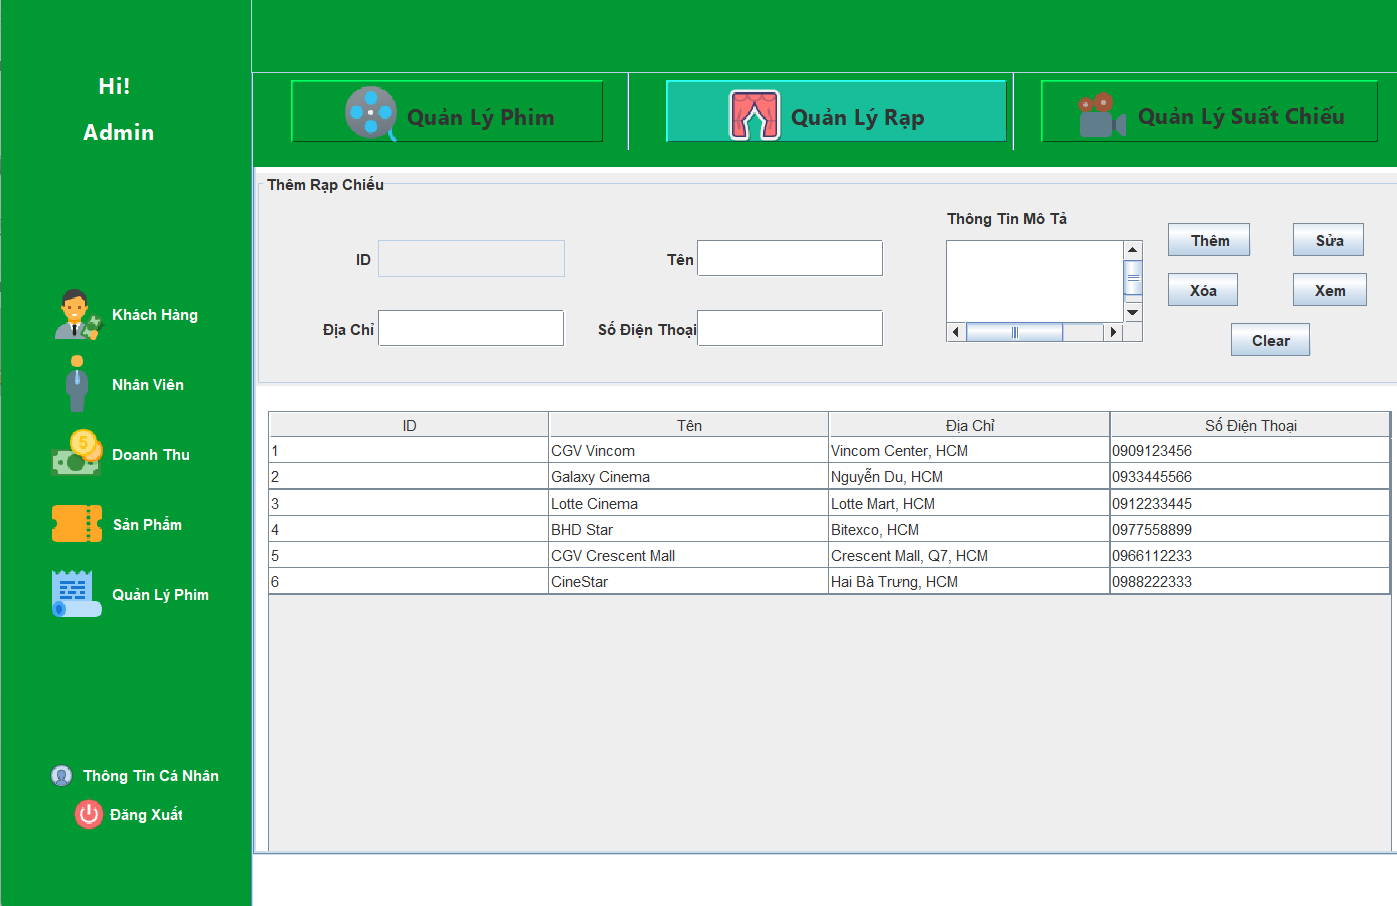 Hi!
Admin
Khách Hàng
Nhân Viên
Doanh Thu
Sản Phẩm
Quản Lý Phim
Thông Tin Cá Nhân
Đăng Xuất
Quản Lý Phim
Quản Lý Rạp
Quản Lý Suất Chiếu
Thêm Rạp Chiếu
ID
Tên
Địa Chỉ
Số Điện Thoại
Thông Tin Mô Tả
Thêm
Sửa
Xóa
Xem
Clear
ID Tên Địa Chỉ Số Điện Thoại
1 CGV Vincom Vincom Center, HCM 0909123456
2 Galaxy Cinema Nguyễn Du, HCM 0933445566
3 Lotte Cinema Lotte Mart, HCM 0912233445
4 BHD Star Bitexco, HCM 0977558899
5 CGV Crescent Mall Crescent Mall, Q7, HCM 0966112233
6 CineStar Hai Bà Trưng, HCM 0988222333